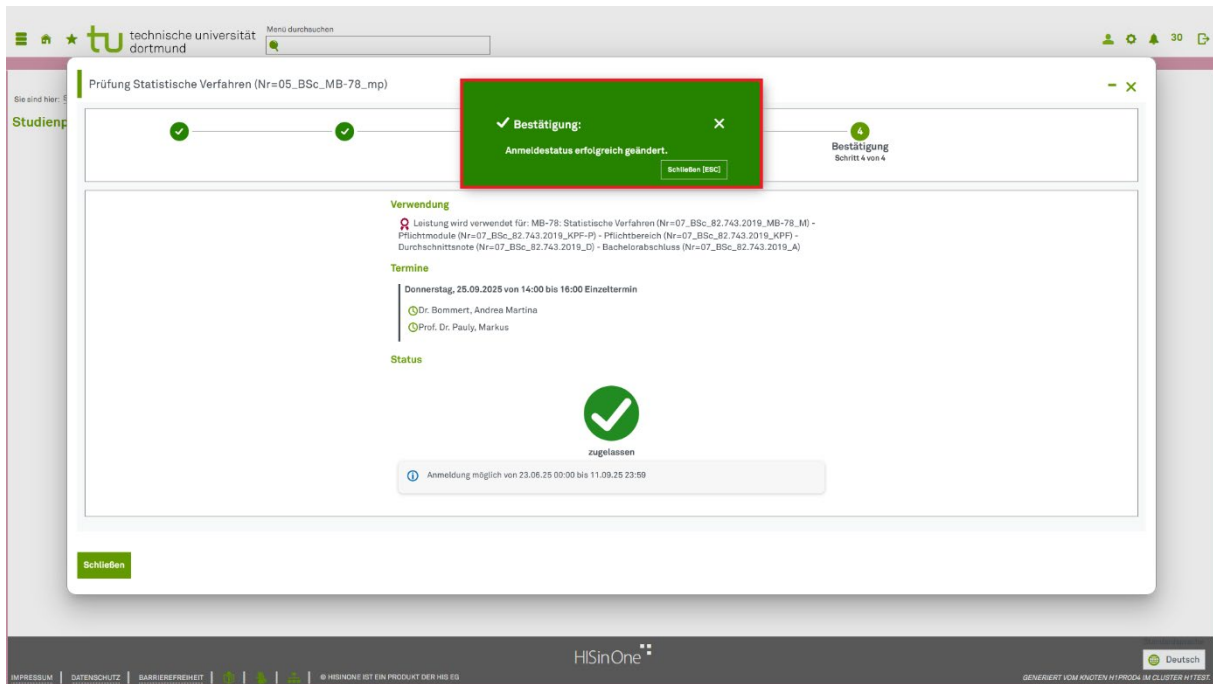 Menü durchsuchen
technische universität
dortmund
30
Prüfung Statistische Verfahren (Nr=05_BSc_MB-78_mp)
Sie sind hier:
Studienp
Bestätigung:
Anmeldestatus erfolgreich geändert.
Schließen [ESC]
4
Bestätigung
Schritt 4 von 4
Verwendung
Leistung wird verwendet für: MB-78: Statistische Verfahren (Nr=07_BSc_82.743.2019_MB-78_M) -
Pflichtmodule (Nr=07_BSc_82.743.2019_KPF-P) - Pflichtbereich (Nr=07_BSc_82.743.2019_KPF) -
Durchschnittsnote (Nr=07_BSc_82.743.2019_D) - Bachelorabschluss (Nr=07_BSc_82.743.2019_A)
Termine
Donnerstag, 25.09.2025 von 14:00 bis 16:00 Einzeltermin
Dr. Bommert, Andrea Martina
Prof. Dr. Pauly, Markus
Status
zugelassen
Anmeldung möglich von 23.06.25 00:00 bis 11.09.25 23:59
Schließen
HISinOne
Deutsch
IMPRESSUM | DATENSCHUTZ | BARRIEREFREIHEIT | © HISINONE IST EIN PRODUKT DER HIS EG
GENERIERT VOM KNOTEN H1PROD4 IM CLUSTER H1TEST.